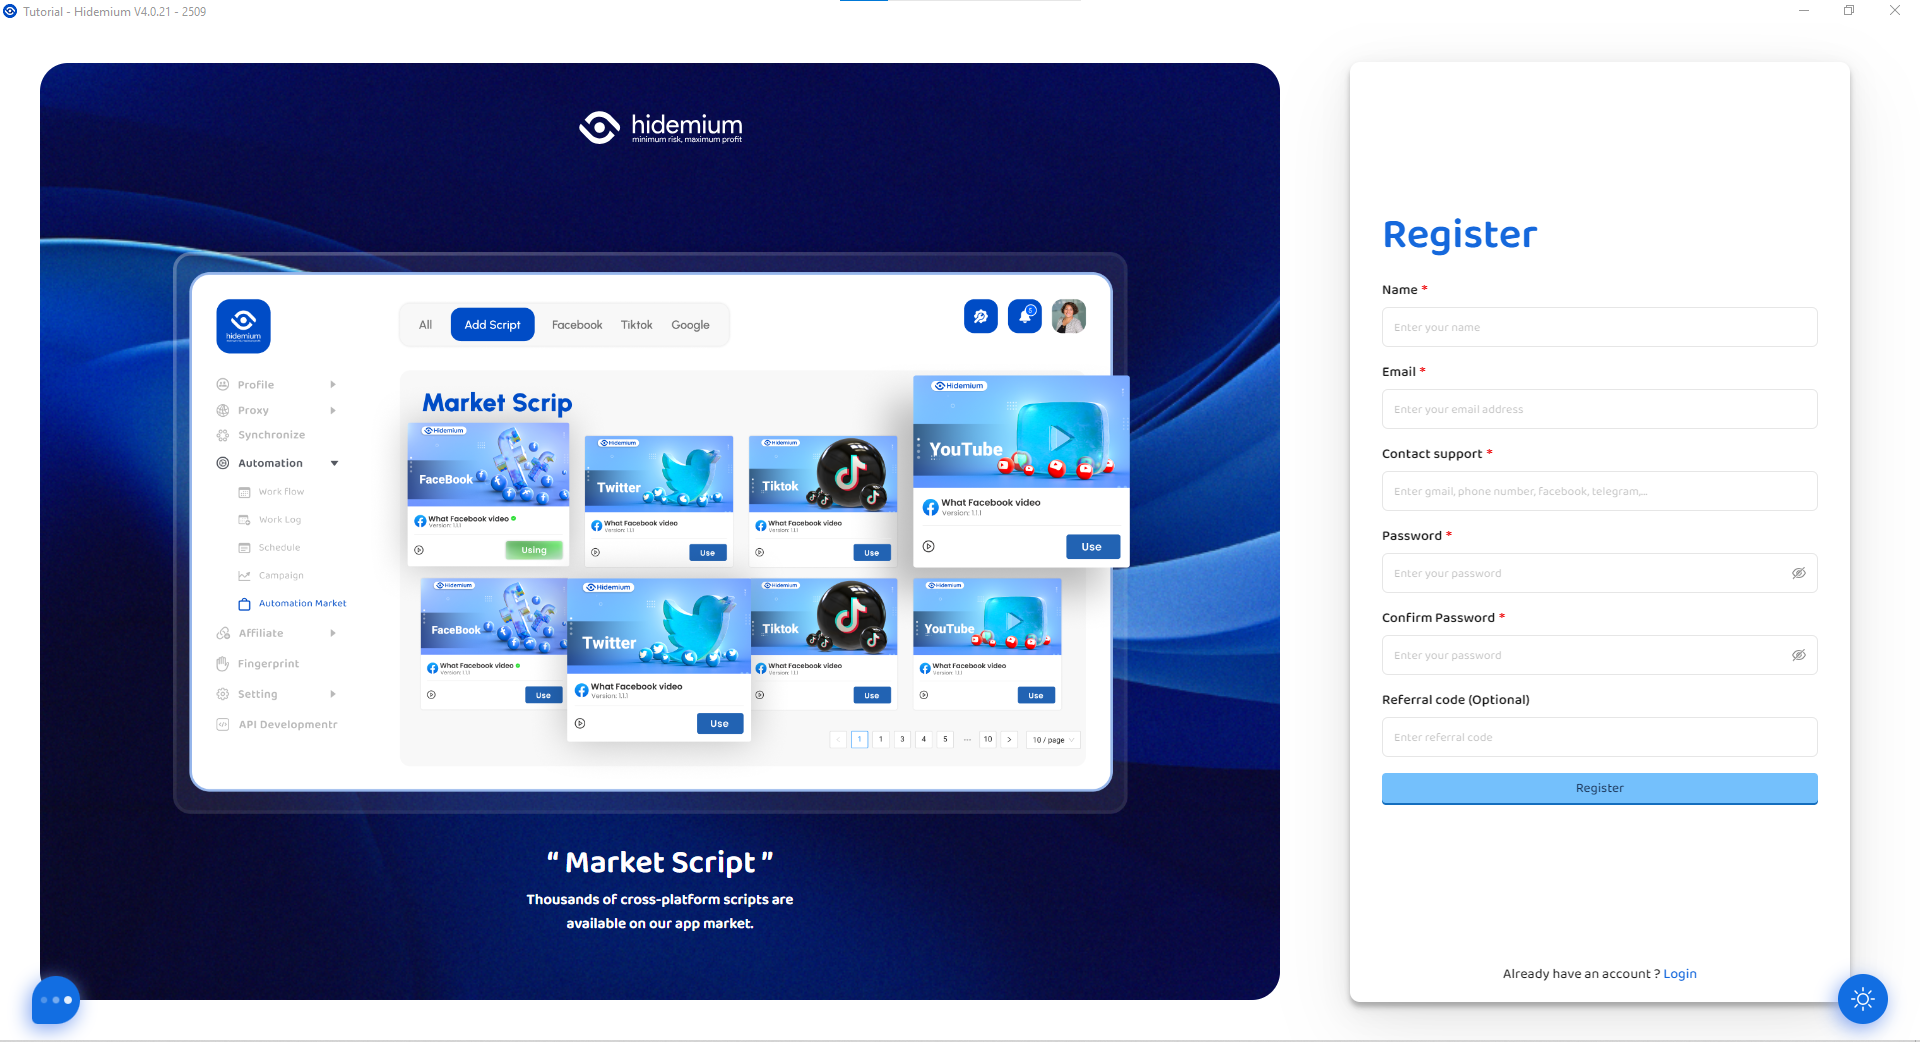 Tutorial - Hidemium V4.0.21 - 2509
hidemium
minimum risk, maximum profit
hidemium
All
Add Script
Facebook
Tiktok
Google
5
Profile
Proxy
Synchronize
Automation
Work flow
Work Log
Schedule
Campaign
Automation Market
Affiliate
Fingerprint
Setting
API Developmentr
Market Scrip
Hidemium
FaceBook
What Facebook video
Version: 1.1.1
Using
Hidemium
Twitter
What Facebook video
Version: 1.1.1
Use
Hidemium
Tiktok
What Facebook video
Version: 1.1.1
Use
Hidemium
YouTube
What Facebook video
Version: 1.1.1
Use
Hidemium
FaceBook
What Facebook video
Version: 1.1.1
Use
Hidemium
Twitter
What Facebook video
Version: 1.1.1
Use
Hidemium
Tiktok
What Facebook video
Version: 1.1.1
Use
Hidemium
YouTube
What Facebook video
Version: 1.1.1
Use
< 1 1 3 4 5 ··· 10 > 10 / page
“ Market Script ”
Thousands of cross-platform scripts are
available on our app market.
Register
Name *
Enter your name
Email *
Enter your email address
Contact support *
Enter gmail, phone number, facebook, telegram,...
Password *
Enter your password
Confirm Password *
Enter your password
Referral code (Optional)
Enter referral code
Register
Already have an account ? Login